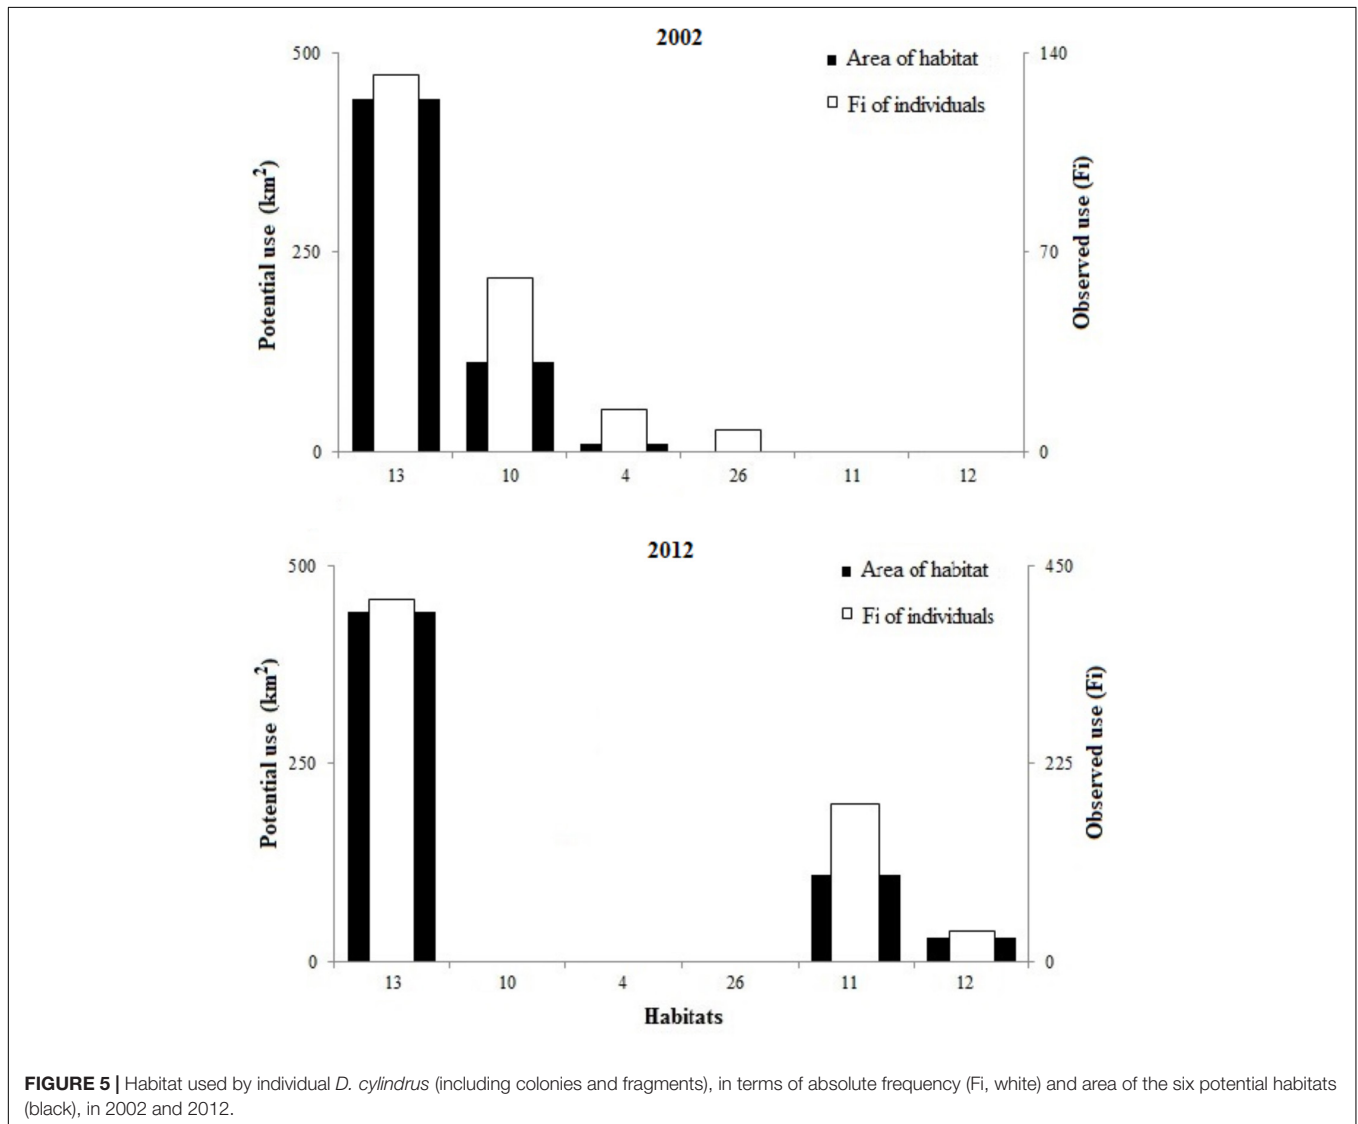 2002
500
140
Area of habitat
Fi of individuals
Potential use (km²)
Observed use (Fi)
250
70
0
0
13 10 4 26 11 12
2012
500
450
Area of habitat
Fi of individuals
Potential use (km²)
Observed use (Fi)
250
225
0
0
13 10 4 26 11 12
Habitats
FIGURE 5 | Habitat used by individual D. cylindrus (including colonies and fragments), in terms of absolute frequency (Fi, white) and area of the six potential habitats
(black), in 2002 and 2012.